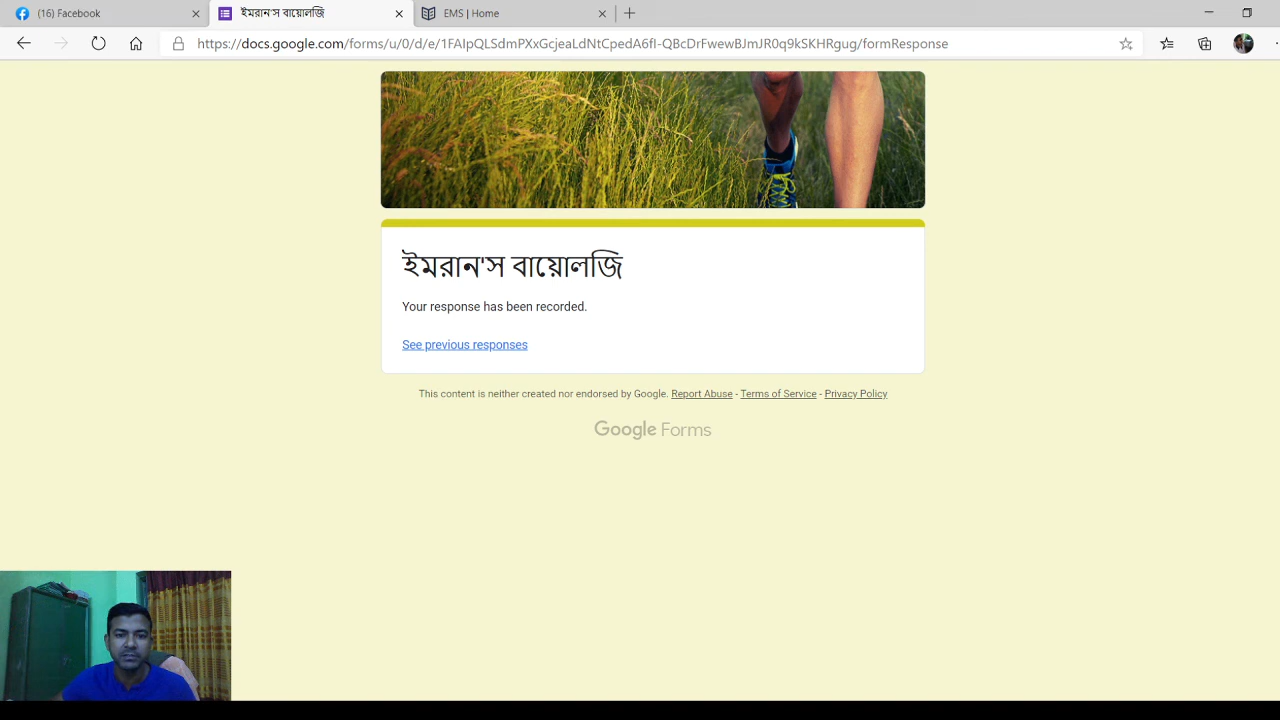 (16) Facebook
ইমরান'স বায়োলজি
EMS | Home
https://docs.google.com/forms/u/0/d/e/1FAIpQLSdmPXxGcjeaLdNtCpedA6fI-QBcDrFwewBJmJR0q9kSKHRgug/formResponse
ইমরান'স বায়োলজি
Your response has been recorded.
See previous responses
This content is neither created nor endorsed by Google. Report Abuse - Terms of Service - Privacy Policy
Google Forms